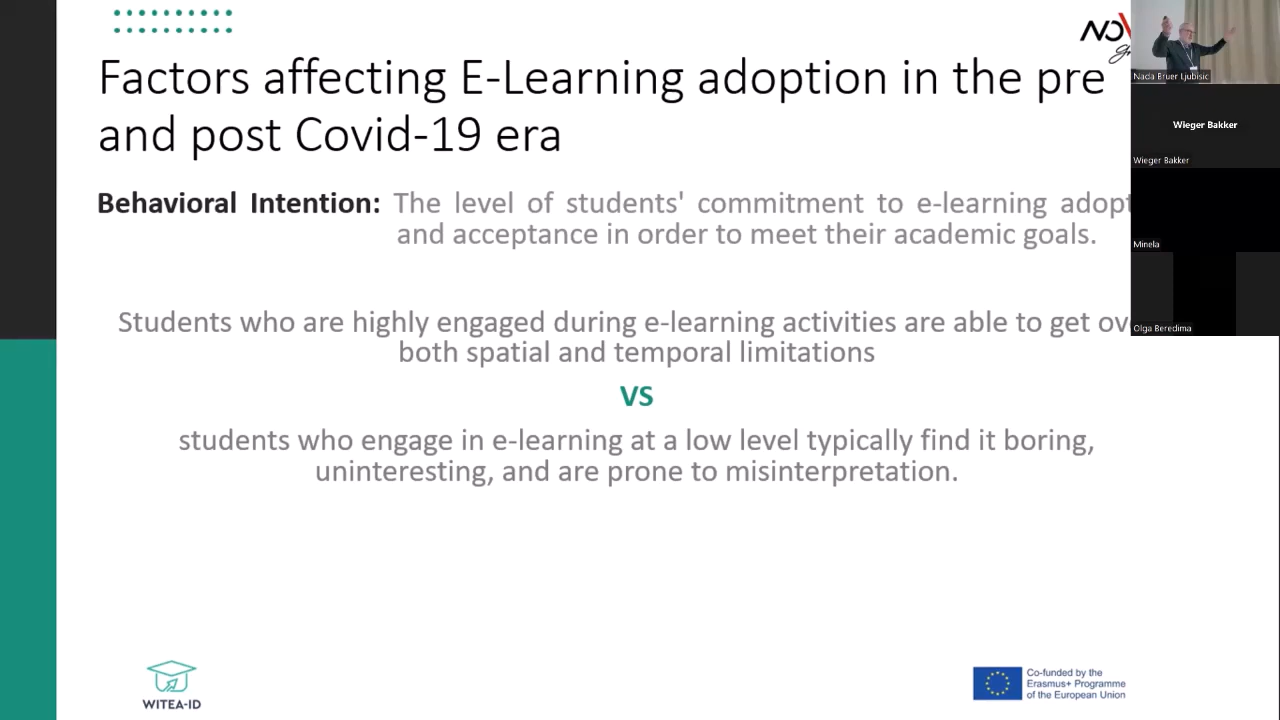 Factors affecting E-Learning adoption in the pre
and post Covid-19 era
Behavioral Intention: The level of students' commitment to e-learning adopt
and acceptance in order to meet their academic goals.
Students who are highly engaged during e-learning activities are able to get ov
both spatial and temporal limitations
VS
students who engage in e-learning at a low level typically find it boring,
uninteresting, and are prone to misinterpretation.
WITEA-ID
Co-funded by the
Erasmus+ Programme
of the European Union
Nada Bruer Ljubisic
Wieger Bakker
Wieger Bakker
Minela
Olga Beredima